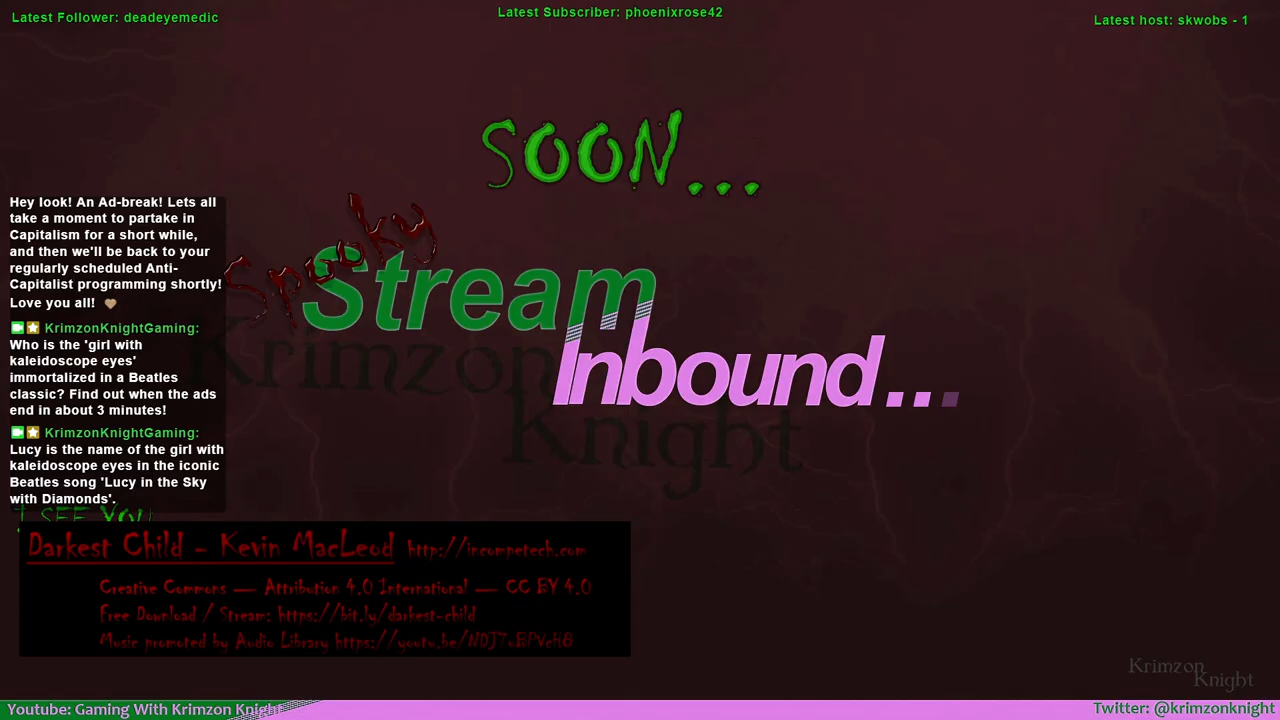 Latest Follower: deadeyemedic
Latest Subscriber: phoenixrose42
Latest host: skwobs - 1
SOON...
Spooky
Stream
Inbound...
Krimzon
Knight
Hey look! An Ad-break! Lets all
take a moment to partake in
Capitalism for a short while,
and then we'll be back to your
regularly scheduled Anti-
Capitalist programming shortly!
Love you all!
KrimzonKnightGaming:
Who is the 'girl with
kaleidoscope eyes'
immortalized in a Beatles
classic? Find out when the ads
end in about 3 minutes!
KrimzonKnightGaming:
Lucy is the name of the girl with
kaleidoscope eyes in the iconic
Beatles song 'Lucy in the Sky
with Diamonds'.
I SEE YOU
Darkest Child - Kevin MacLeod http://incompetech.com
Creative Commons — Attribution 4.0 International — CC BY 4.0
Free Download / Stream: https://bit.ly/darkest-child
Music promoted by Audio Library
Krimzon
Knight
Youtube: Gaming With Krimzon Knight
Twitter: @krimzonknight